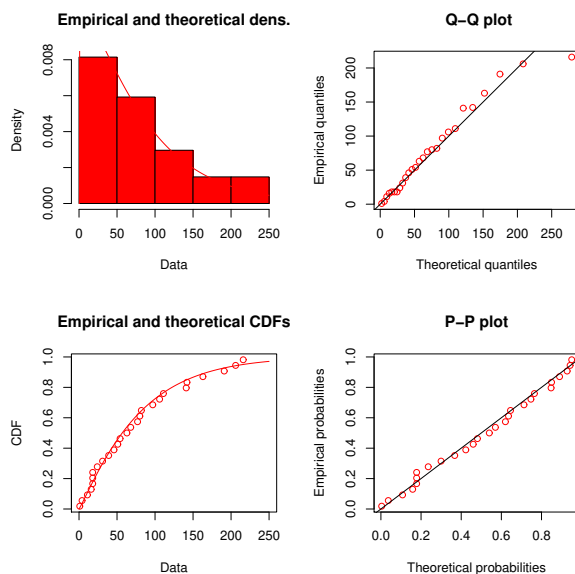 Empirical and theoretical dens.
Density
0.000 0.004 0.008
0 50 100 150 200 250
Data
Q−Q plot
Empirical quantiles
0 50 100 200
0 50 100 150 200 250
Theoretical quantiles
Empirical and theoretical CDFs
CDF
0.0 0.2 0.4 0.6 0.8 1.0
0 50 100 150 200 250
Data
P−P plot
Empirical probabilities
0.0 0.2 0.4 0.6 0.8 1.0
0.0 0.2 0.4 0.6 0.8
Theoretical probabilities